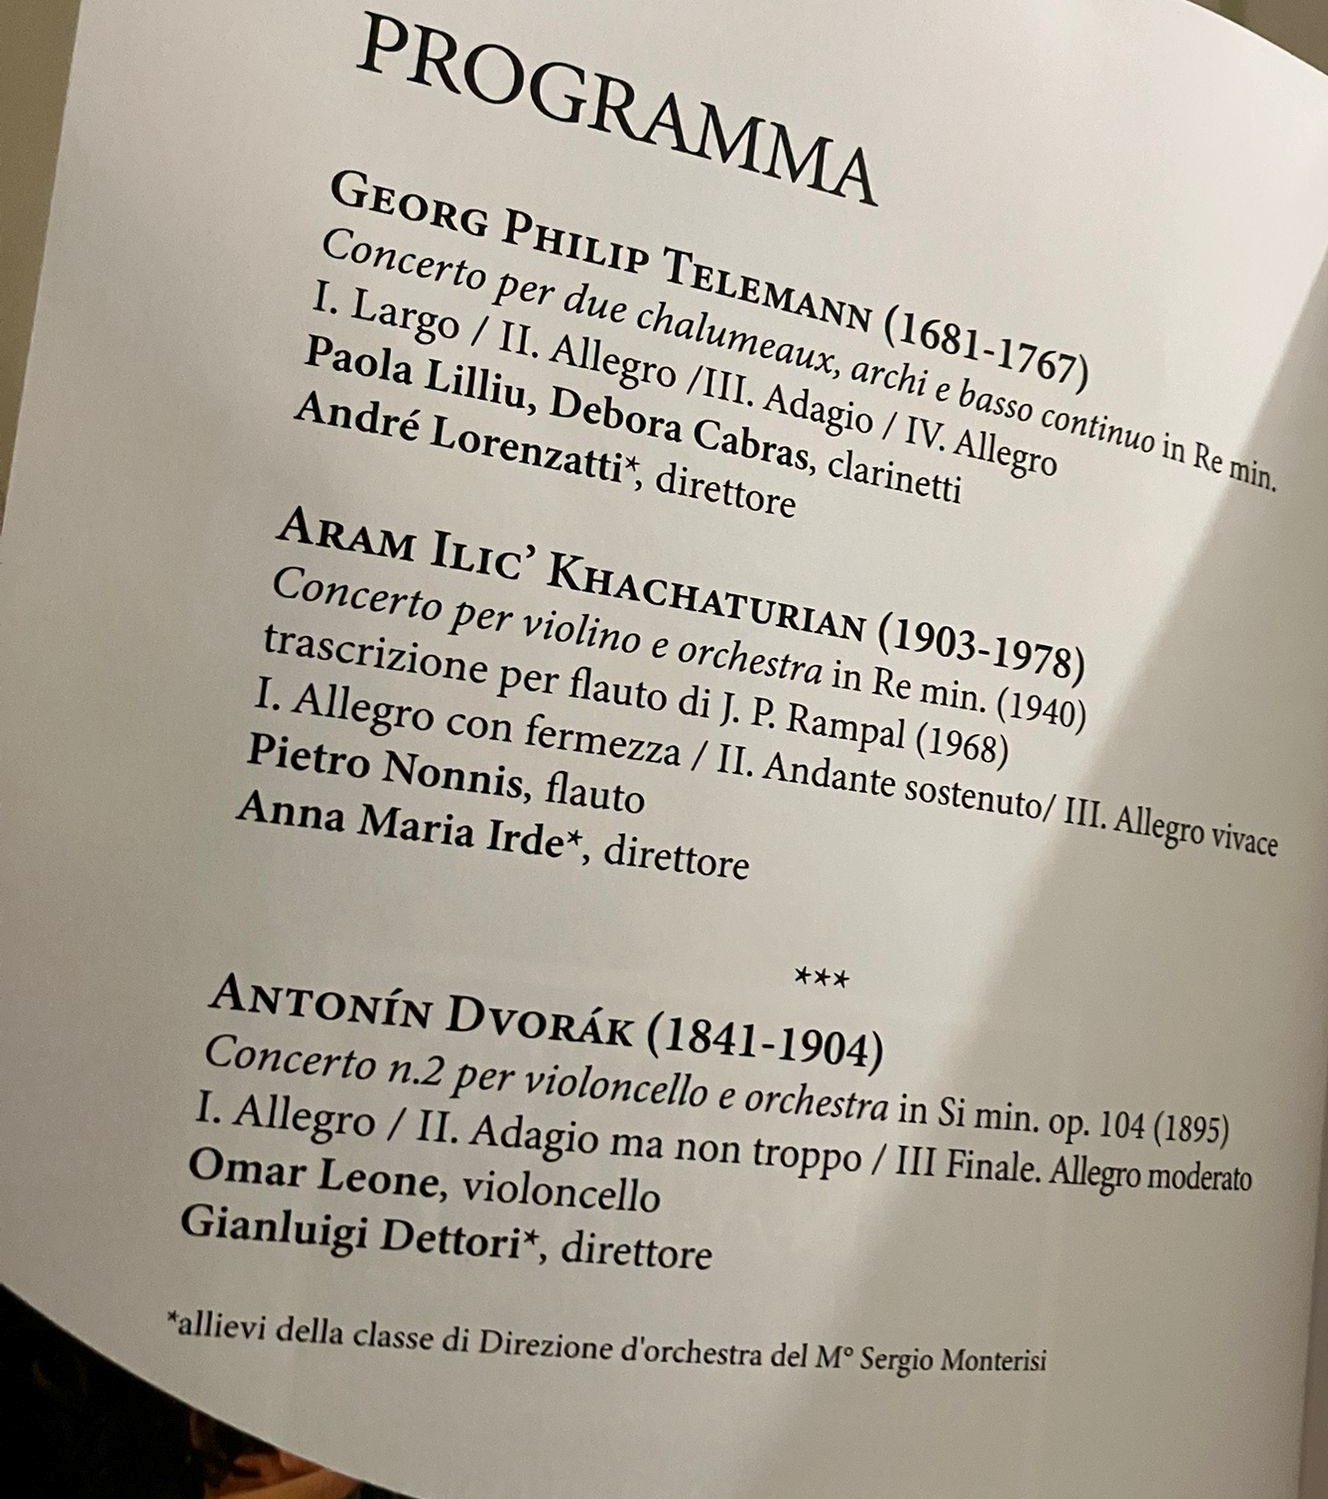 PROGRAMMA
GEORG PHILIP TELEMANN (1681-1767)
Concerto per due chalumeaux, archi e basso continuo in Re min.
I. Largo / II. Allegro /III. Adagio / IV. Allegro
Paola Lilliu, Debora Cabras, clarinetti
André Lorenzatti*, direttore
ARAM ILIC’ KHACHATURIAN (1903-1978)
Concerto per violino e orchestra in Re min. (1940)
trascrizione per flauto di J. P. Rampal (1968)
I. Allegro con fermezza / II. Andante sostenuto/ III. Allegro vivace
Pietro Nonnis, flauto
Anna Maria Irde*, direttore
***
ANTONÍN DVORÁK (1841-1904)
Concerto n.2 per violoncello e orchestra in Si min. op. 104 (1895)
I. Allegro / II. Adagio ma non troppo / III Finale. Allegro moderato
Omar Leone, violoncello
Gianluigi Dettori*, direttore
*allievi della classe di Direzione d'orchestra del M° Sergio Monterisi